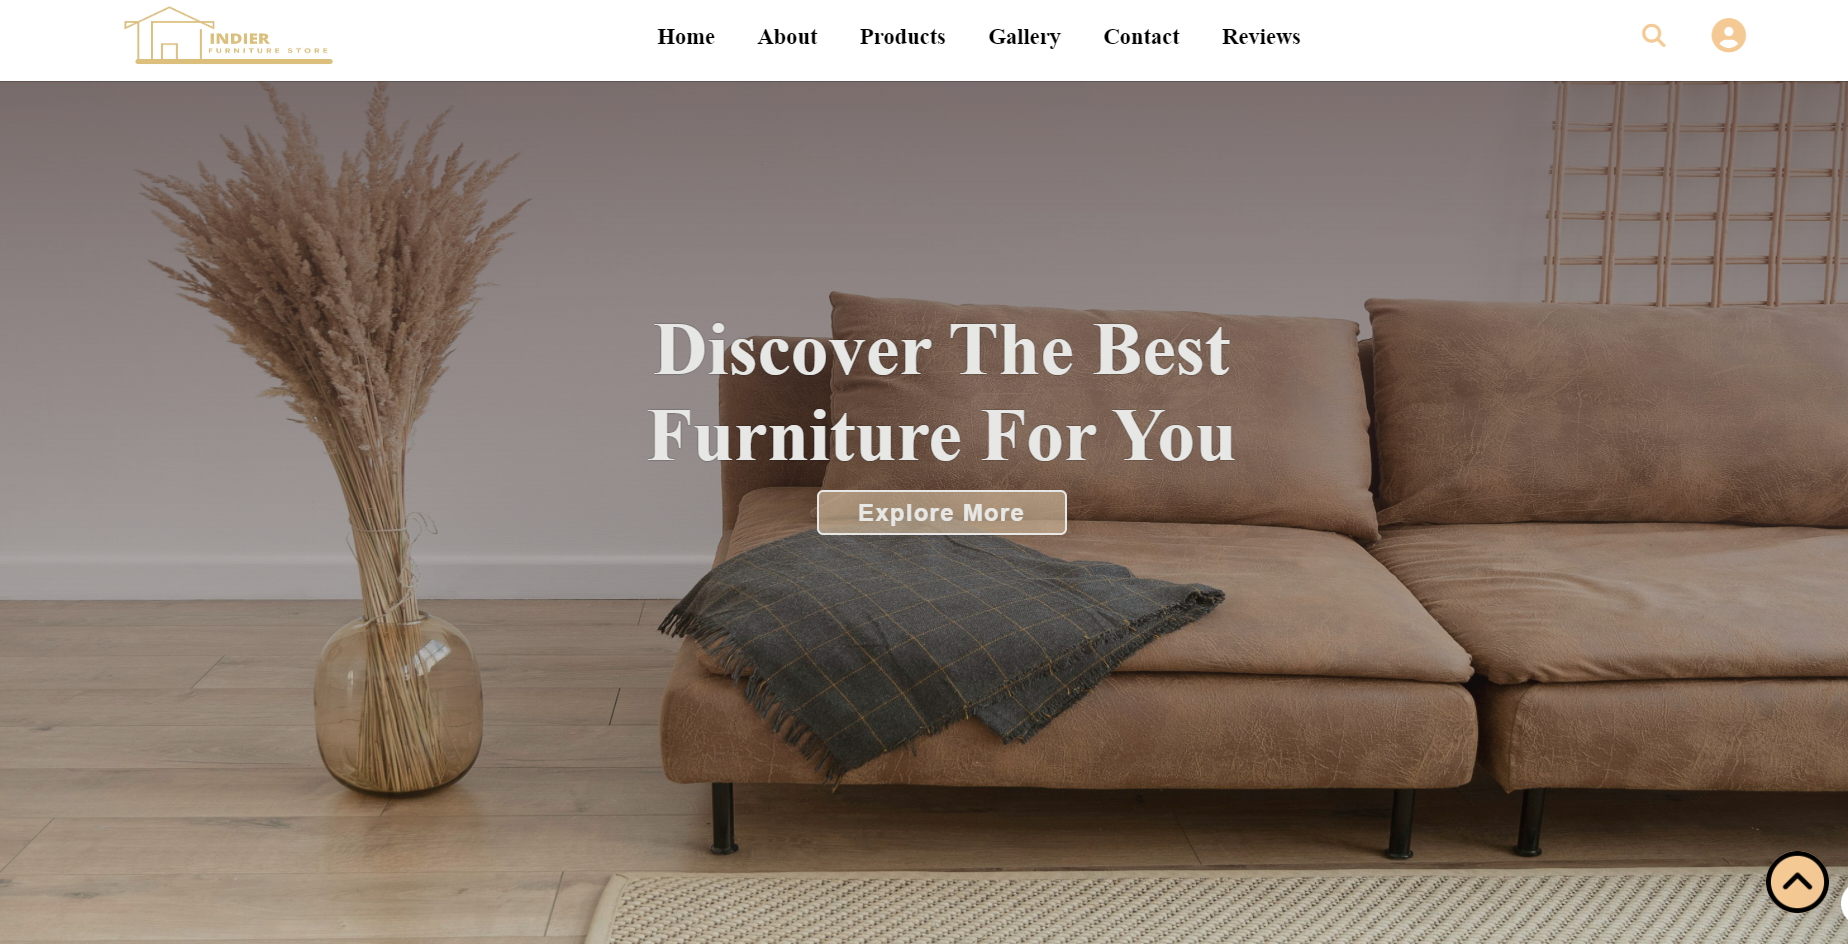 INDIER
FURNITURE STORE
Home About Products Gallery Contact Reviews
Discover The Best
Furniture For You
Explore More